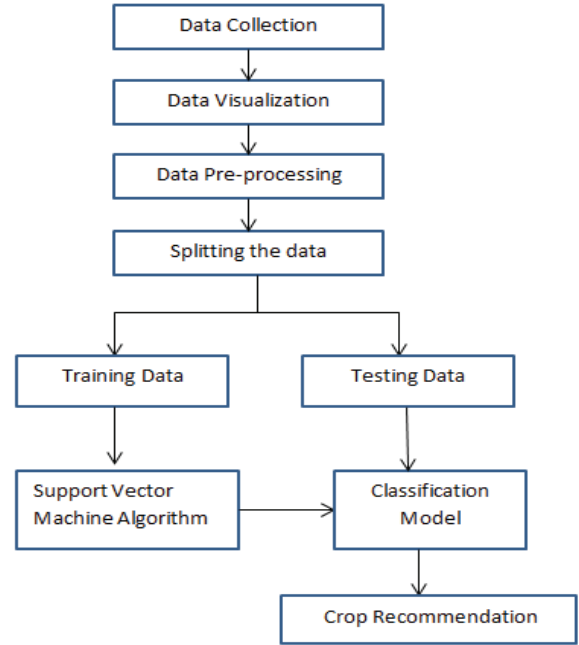 Data Collection
Data Visualization
Data Pre-processing
Splitting the data
Training Data
Testing Data
Support Vector
Machine Algorithm
Classification
Model
Crop Recommendation